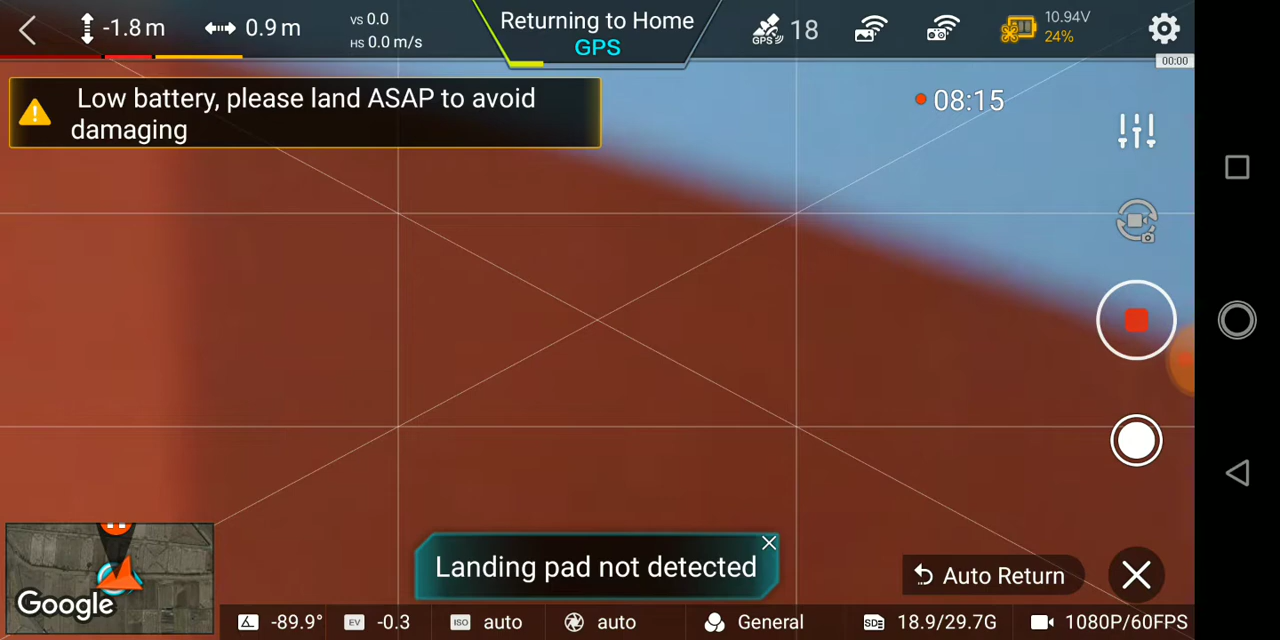 -1.8 m
0.9 m
VS 0.0
HS 0.0 m/s
Returning to Home
GPS
GPS
18
10.94V
24%
00:00
Low battery, please land ASAP to avoid
damaging
08:15
Landing pad not detected
Auto Return
Google
-89.9°
EV -0.3
ISO auto
auto
General
SD 18.9/29.7G
1080P/60FPS